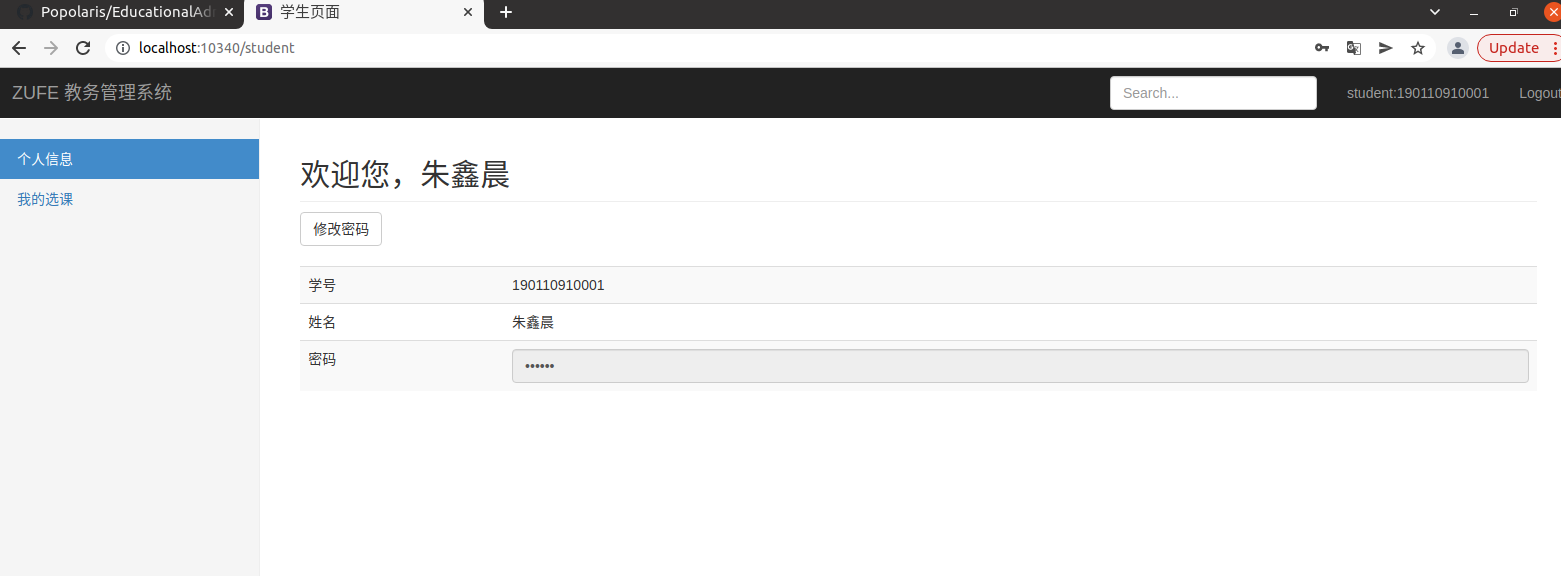 Popolaris/EducationalAd
学生页面
localhost:10340/student
Update
ZUFE 教务管理系统
Search...
student:190110910001
Logout
个人信息
我的选课
欢迎您，朱鑫晨
修改密码
学号 190110910001
姓名 朱鑫晨
密码 ••••••